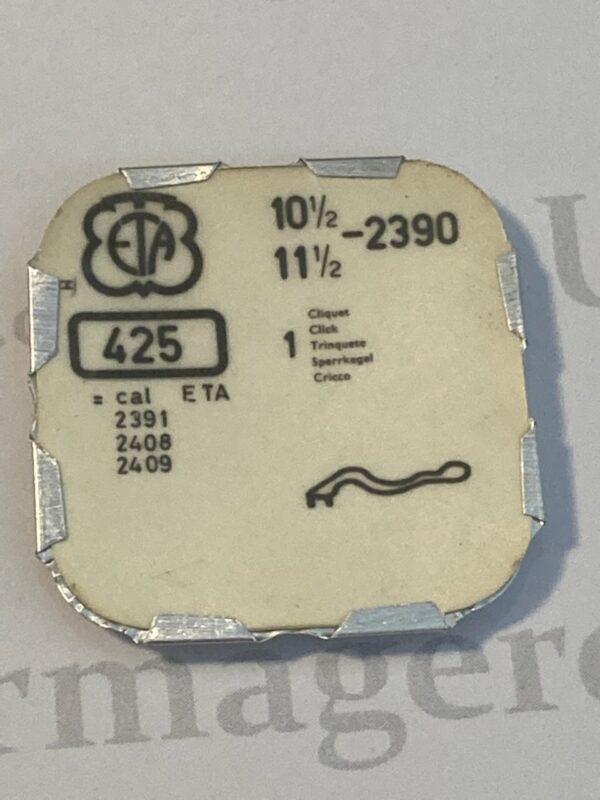 ETA
10½
11½
-2390
H
425
1
Cliquet
Click
Trinquete
Sperrkegel
Cricco
= cal ETA
2391
2408
2409